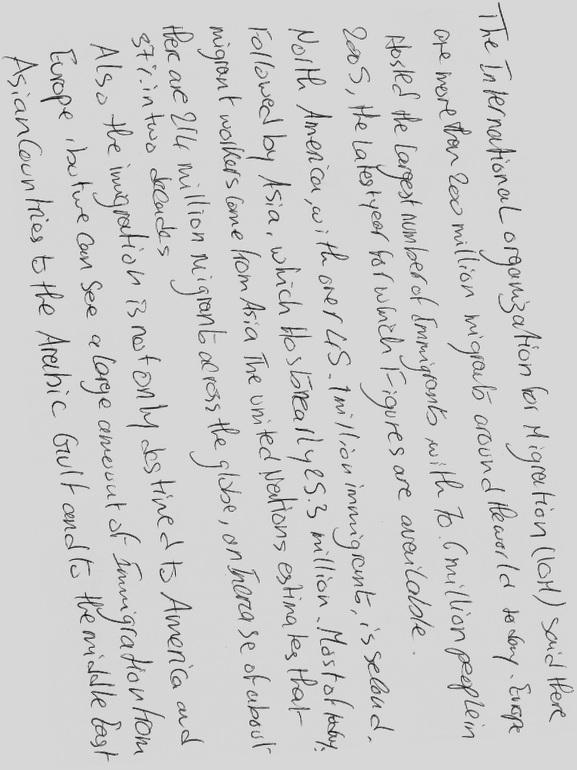 The International organization for Migration (IOM) said there
are more than 200 million migrants around the world today. Europe
Hosted the largest number of Immigrants with 70.6 million people in
2005, the latest year for which Figures are available.
North America, with over 45.1 million immigrants, is second,
Followed by Asia, which Hosts nearly 25.3 million. Most of today's
migrant workers come from Asia The united Nations estimates that
there are 214 million migrants across the globe, an Increase of about
37% in two decades
Also the imigration is not only destined to America and
Europe, but we can see a large amount of Immigration from
Asian Countries to the Arabic Gulf and to the middle East